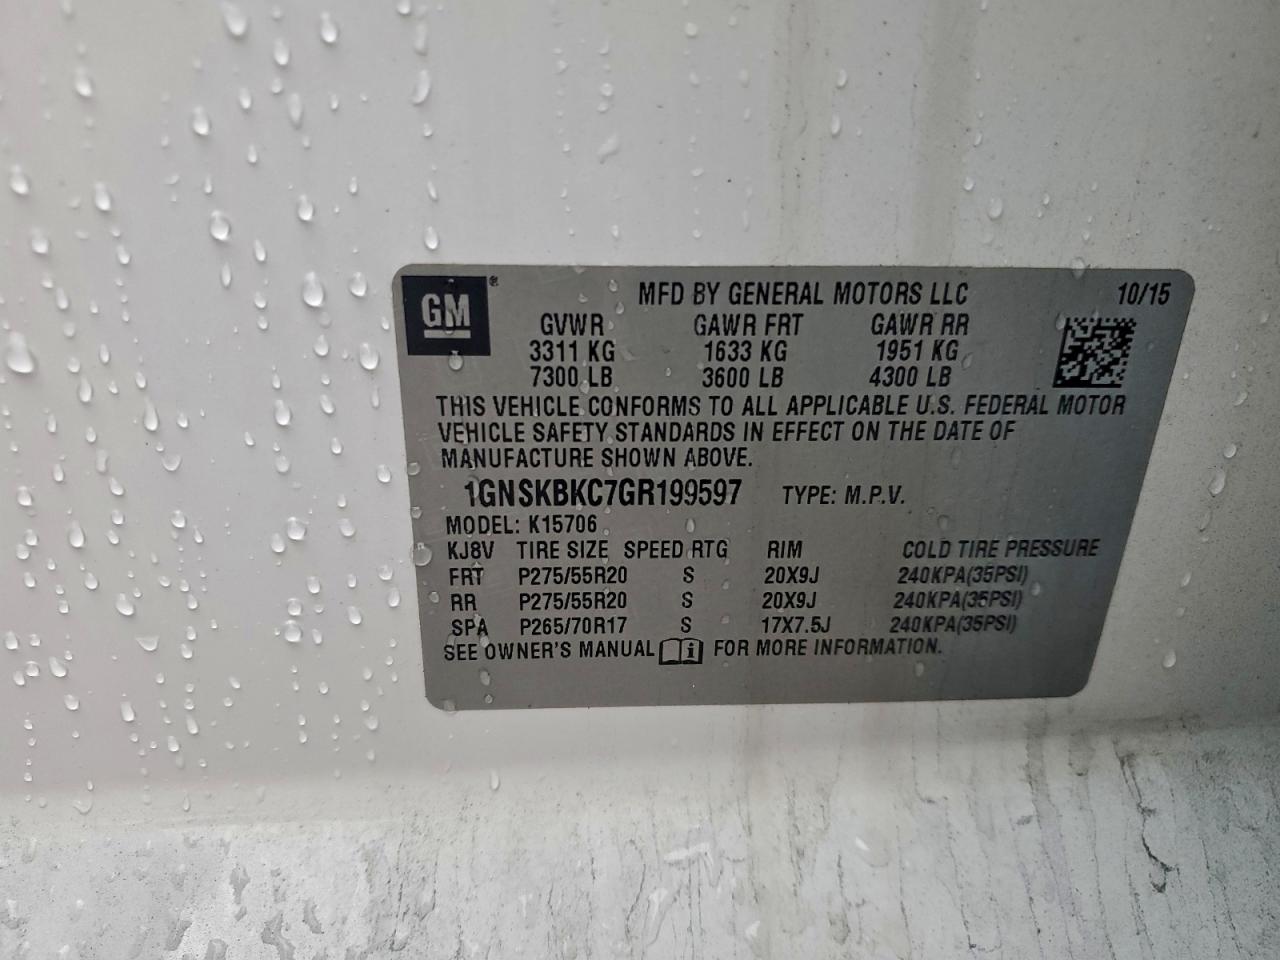 GM®
MFD BY GENERAL MOTORS LLC 10/15
GVWR GAWR FRT GAWR RR
3311 KG 1633 KG 1951 KG
7300 LB 3600 LB 4300 LB
THIS VEHICLE CONFORMS TO ALL APPLICABLE U.S. FEDERAL MOTOR
VEHICLE SAFETY STANDARDS IN EFFECT ON THE DATE OF
MANUFACTURE SHOWN ABOVE.
1GNSKBKC7GR199597 TYPE: M.P.V.
MODEL: K15706
KJ8V TIRE SIZE SPEED RTG RIM COLD TIRE PRESSURE
FRT P275/55R20 S 20X9J 240KPA(35PSI)
RR P275/55R20 S 20X9J 240KPA(35PSI)
SPA P265/70R17 S 17X7.5J 240KPA(35PSI)
SEE OWNER'S MANUAL i FOR MORE INFORMATION.